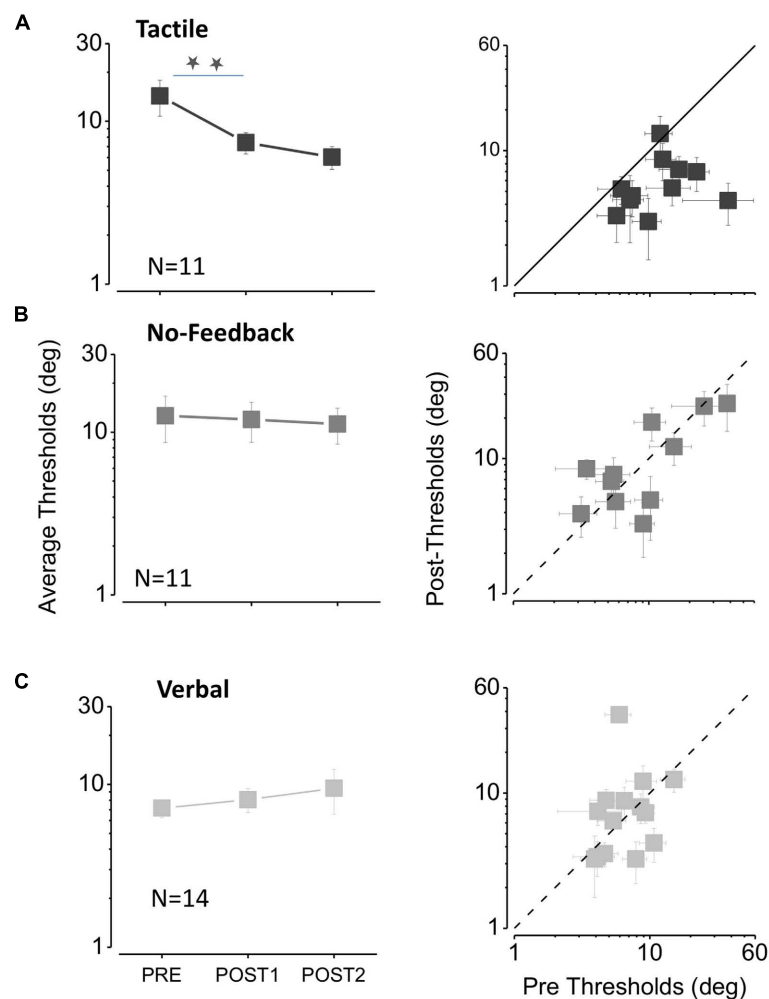 A
Tactile
30
10
1
N=11
60
10
1
B
No-Feedback
30
10
1
N=11
Average Thresholds (deg)
60
10
1
Post-Thresholds (deg)
C
Verbal
30
10
1
N=14
PRE POST1 POST2
60
10
1
1 10 60
Pre Thresholds (deg)